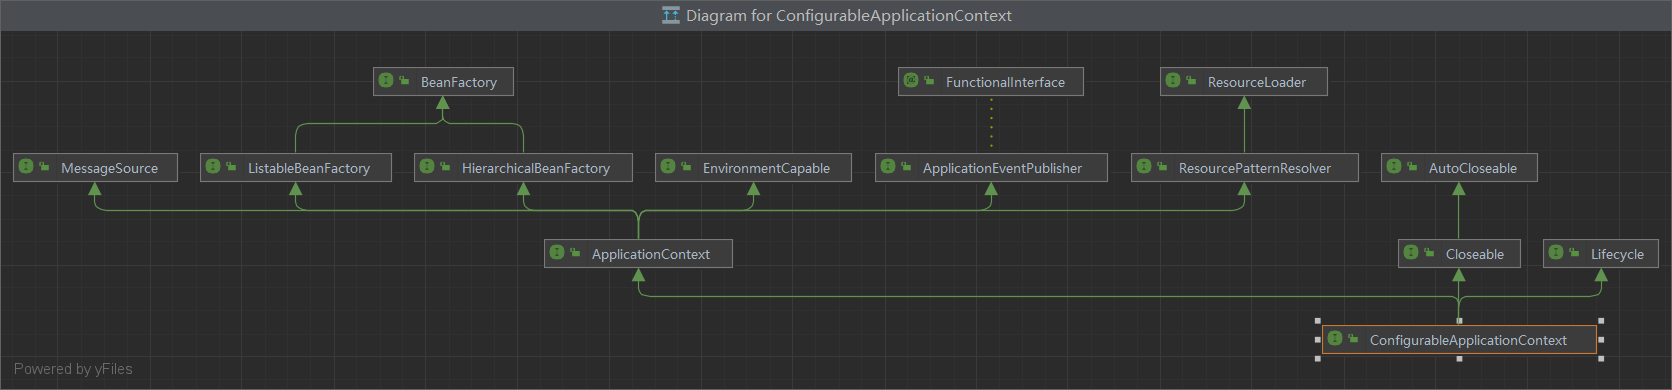 Diagram for ConfigurableApplicationContext
BeanFactory
FunctionalInterface
ResourceLoader
MessageSource
ListableBeanFactory
HierarchicalBeanFactory
EnvironmentCapable
ApplicationEventPublisher
ResourcePatternResolver
AutoCloseable
ApplicationContext
Closeable
Lifecycle
ConfigurableApplicationContext
Powered by yFiles